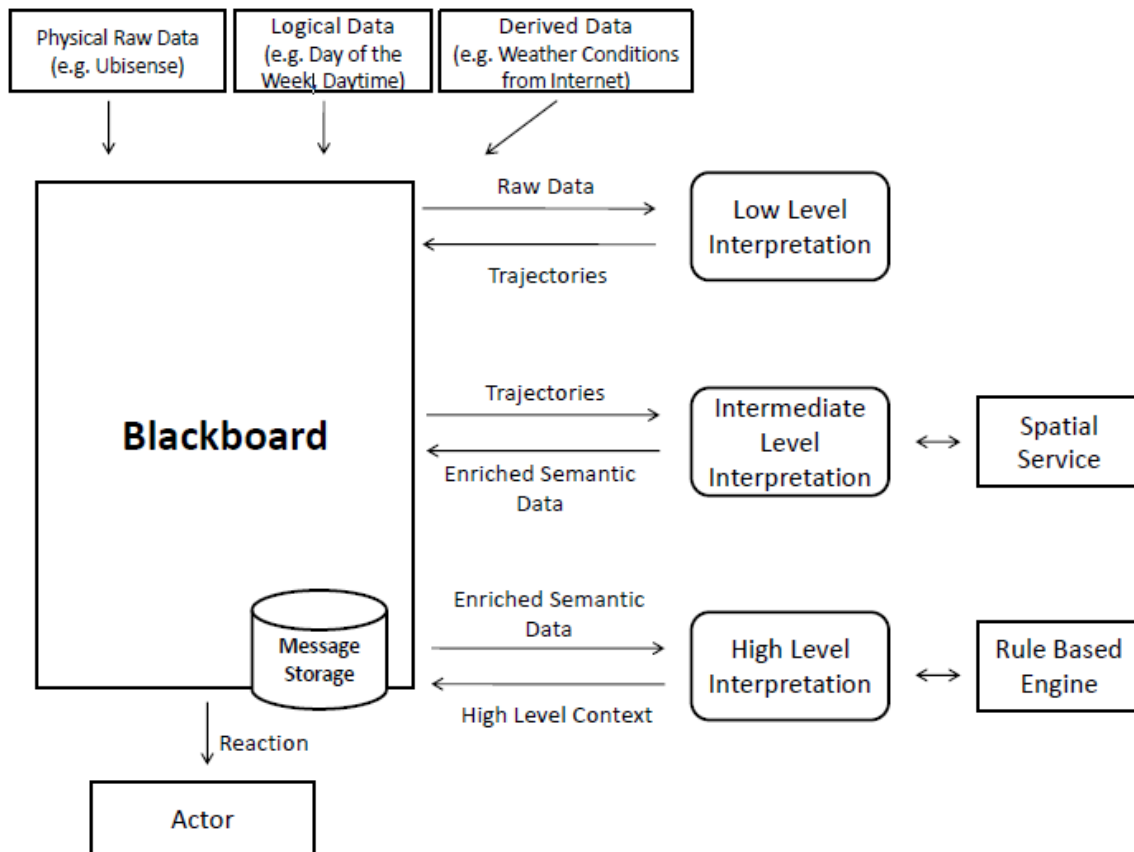 Physical Raw Data
(e.g. Ubisense)
Logical Data
(e.g. Day of the
Week, Daytime)
Derived Data
(e.g. Weather Conditions
from Internet)
Raw Data
Low Level
Interpretation
Trajectories
Trajectories
Blackboard
Intermediate
Level
Interpretation
Spatial
Service
Enriched Semantic
Data
Enriched Semantic
Data
Message
Storage
High Level
Interpretation
Rule Based
Engine
High Level Context
Reaction
Actor